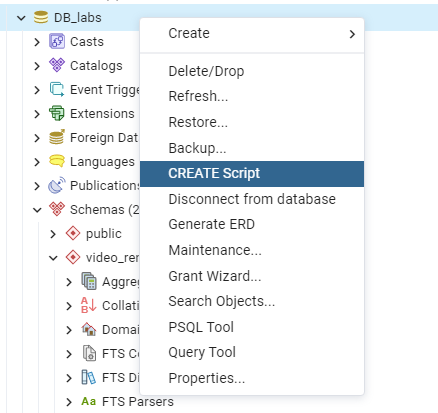 DB_labs
Casts
Catalogs
Event Trigge
Extensions
Foreign Dat
Languages
Publications
Schemas (2
public
video_ren
Aggreg
Collati
Domai
FTS Co
FTS Di
FTS Parsers
Create
Delete/Drop
Refresh...
Restore...
Backup...
CREATE Script
Disconnect from database
Generate ERD
Maintenance...
Grant Wizard...
Search Objects...
PSQL Tool
Query Tool
Properties...